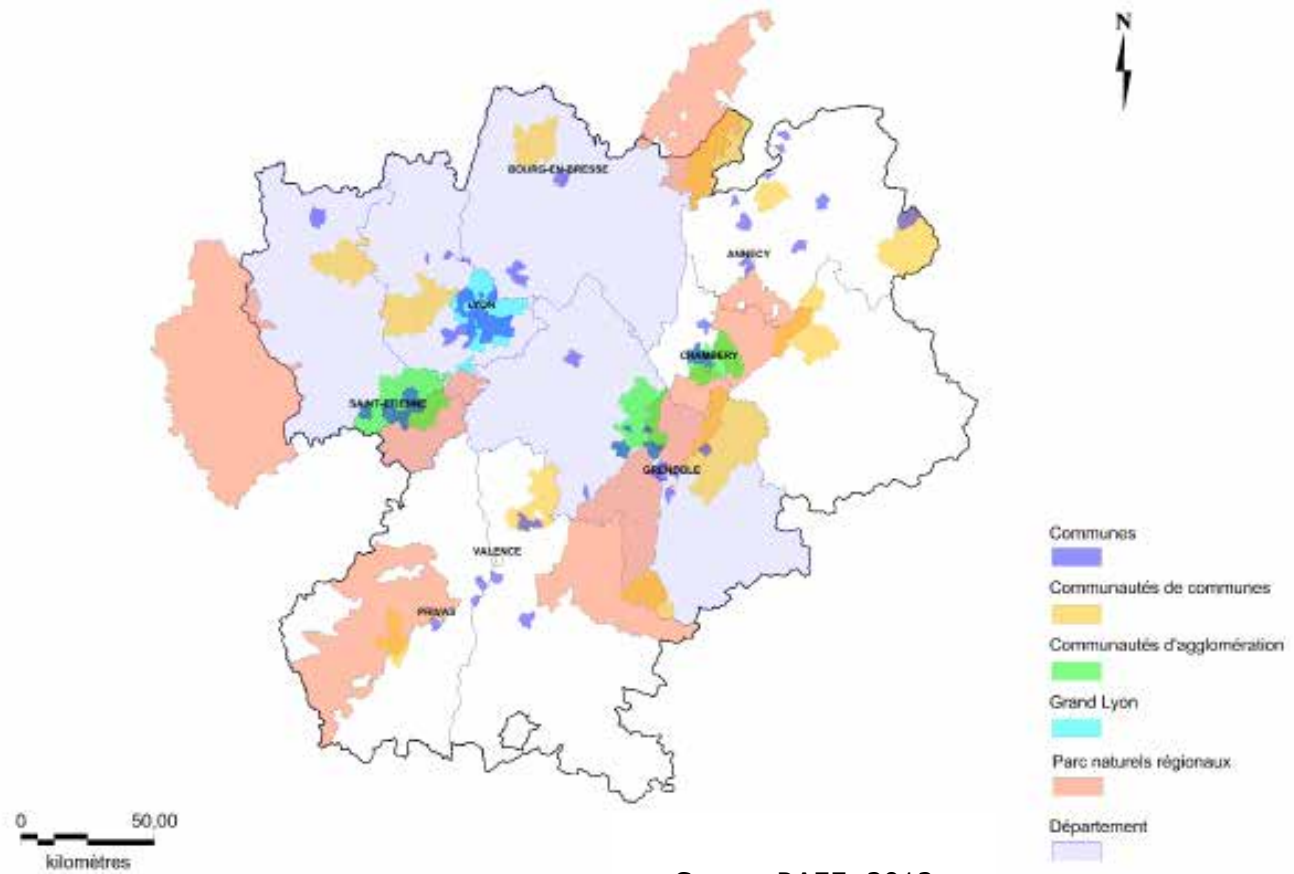 N
BOURG-EN-BRESSE
ANNECY
LYON
CHAMBERY
SAINT-ETIENNE
GRENOBLE
VALENCE
PRIVAS
Communes
Communautés de communes
Communautés d'agglomération
Grand Lyon
Parc naturels régionaux
Département
0 50,00
kilomètres